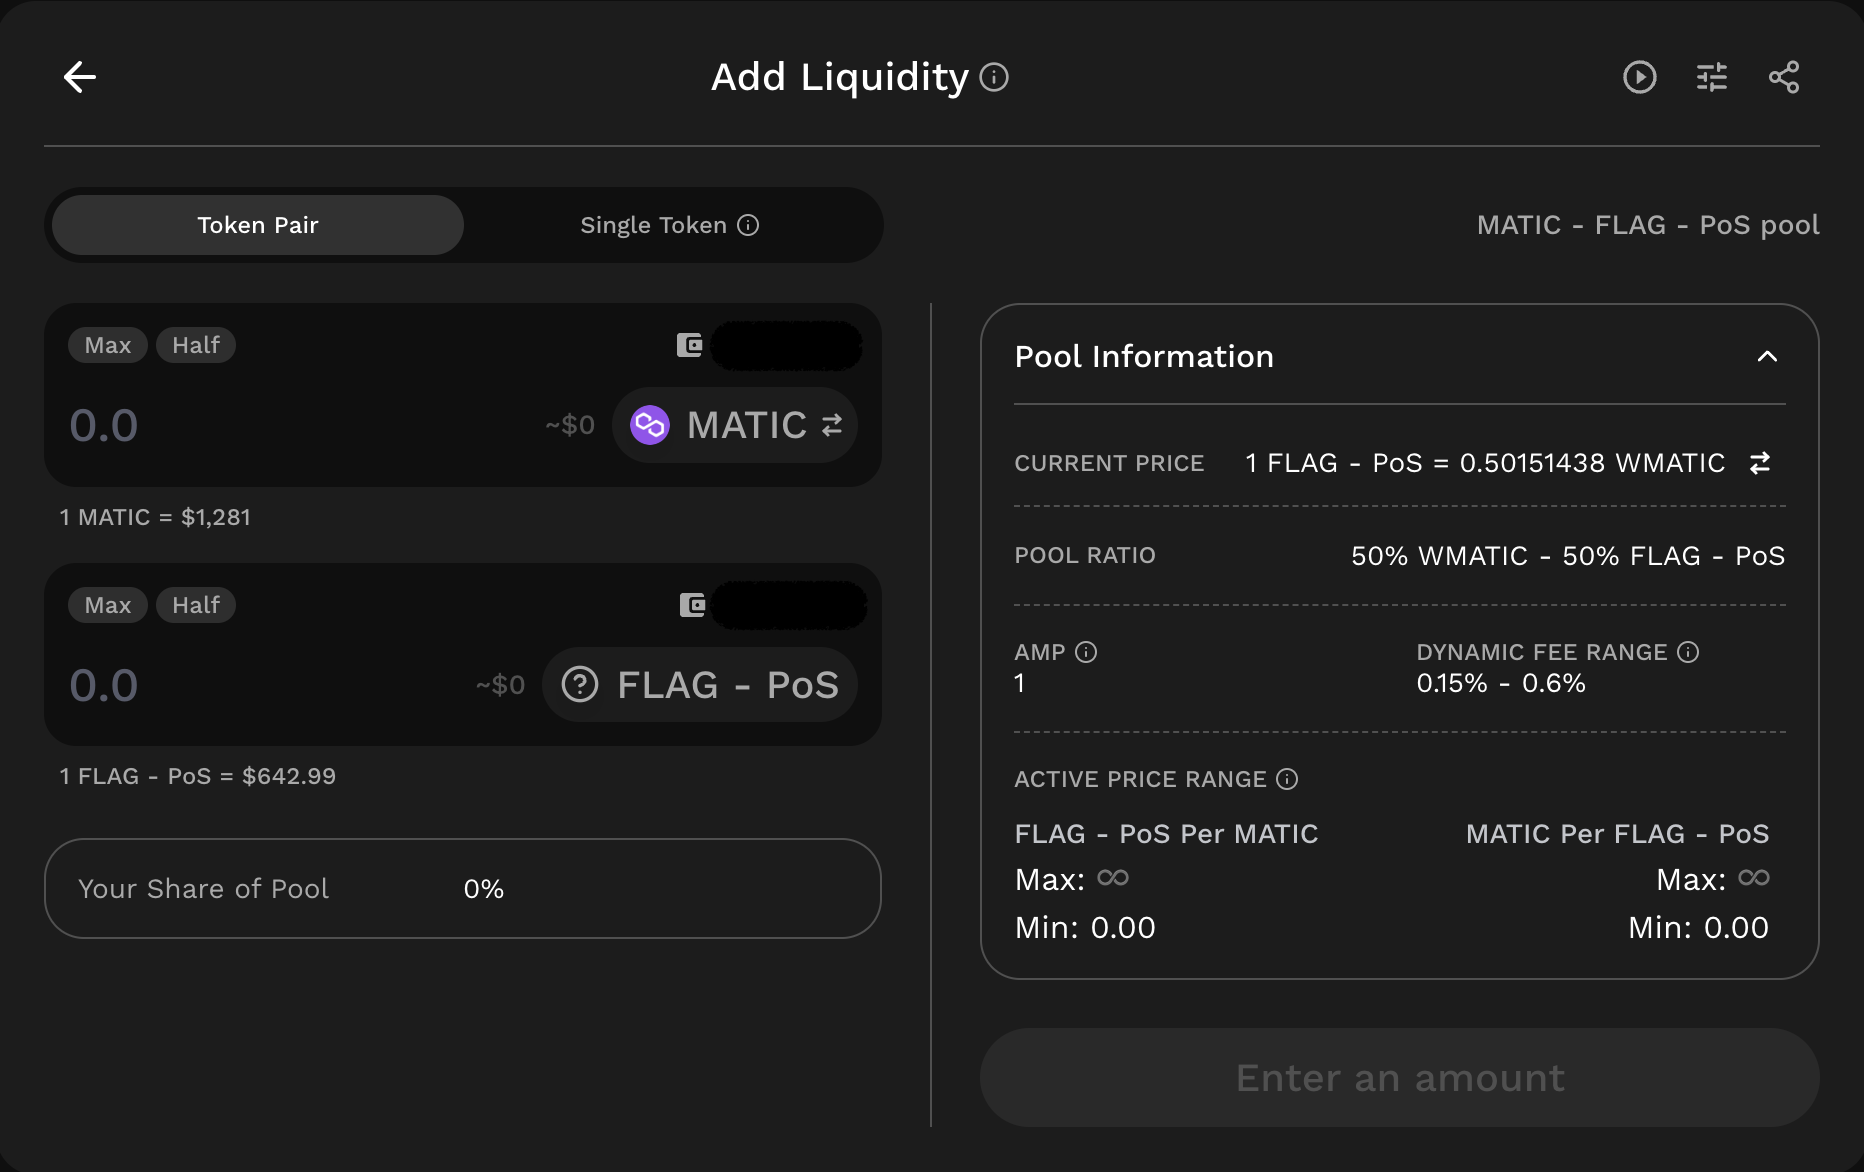 Add Liquidity
Token Pair
Single Token
MATIC - FLAG - PoS pool
Max
Half
0.0
~$0
MATIC
1 MATIC = $1,281
Max
Half
0.0
~$0
FLAG - PoS
1 FLAG - PoS = $642.99
Your Share of Pool 0%
Pool Information
CURRENT PRICE 1 FLAG - PoS = 0.50151438 WMATIC
POOL RATIO 50% WMATIC - 50% FLAG - PoS
AMP
1
DYNAMIC FEE RANGE
0.15% - 0.6%
ACTIVE PRICE RANGE
FLAG - PoS Per MATIC
Max: ∞
Min: 0.00
MATIC Per FLAG - PoS
Max: ∞
Min: 0.00
Enter an amount